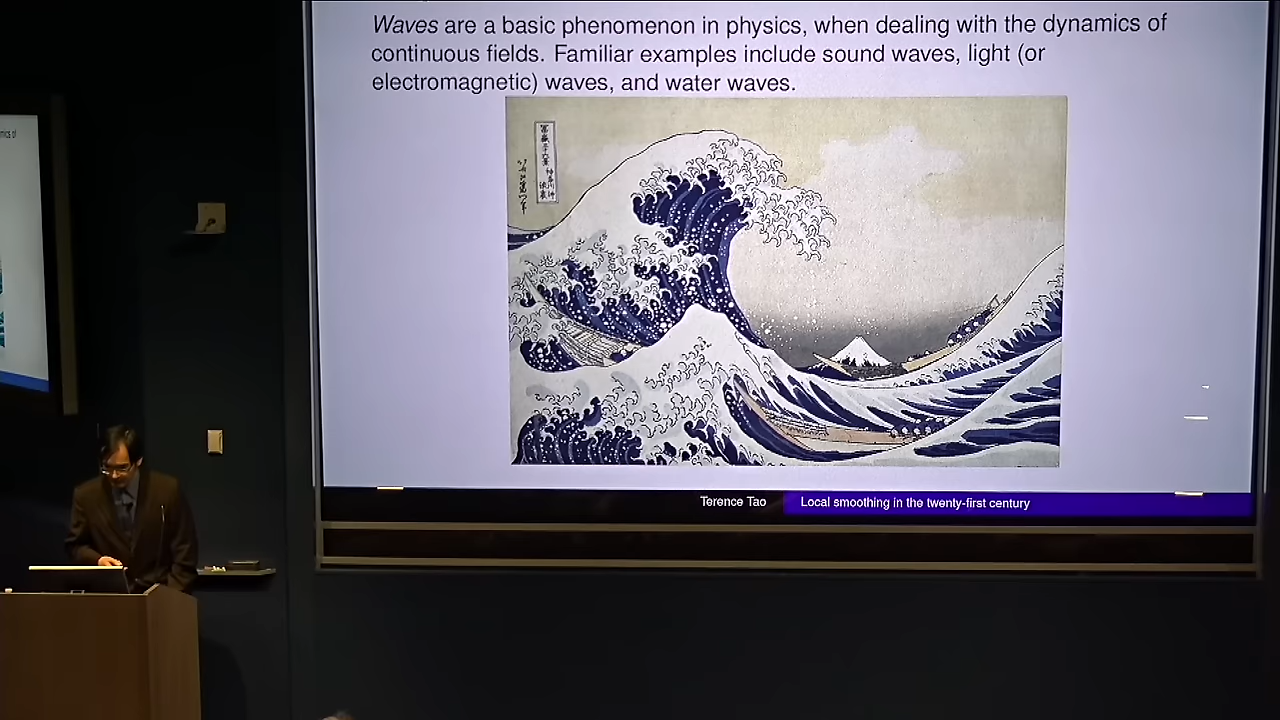 Waves are a basic phenomenon in physics, when dealing with the dynamics of
continuous fields. Familiar examples include sound waves, light (or
electromagnetic) waves, and water waves.
Terence Tao
Local smoothing in the twenty-first century